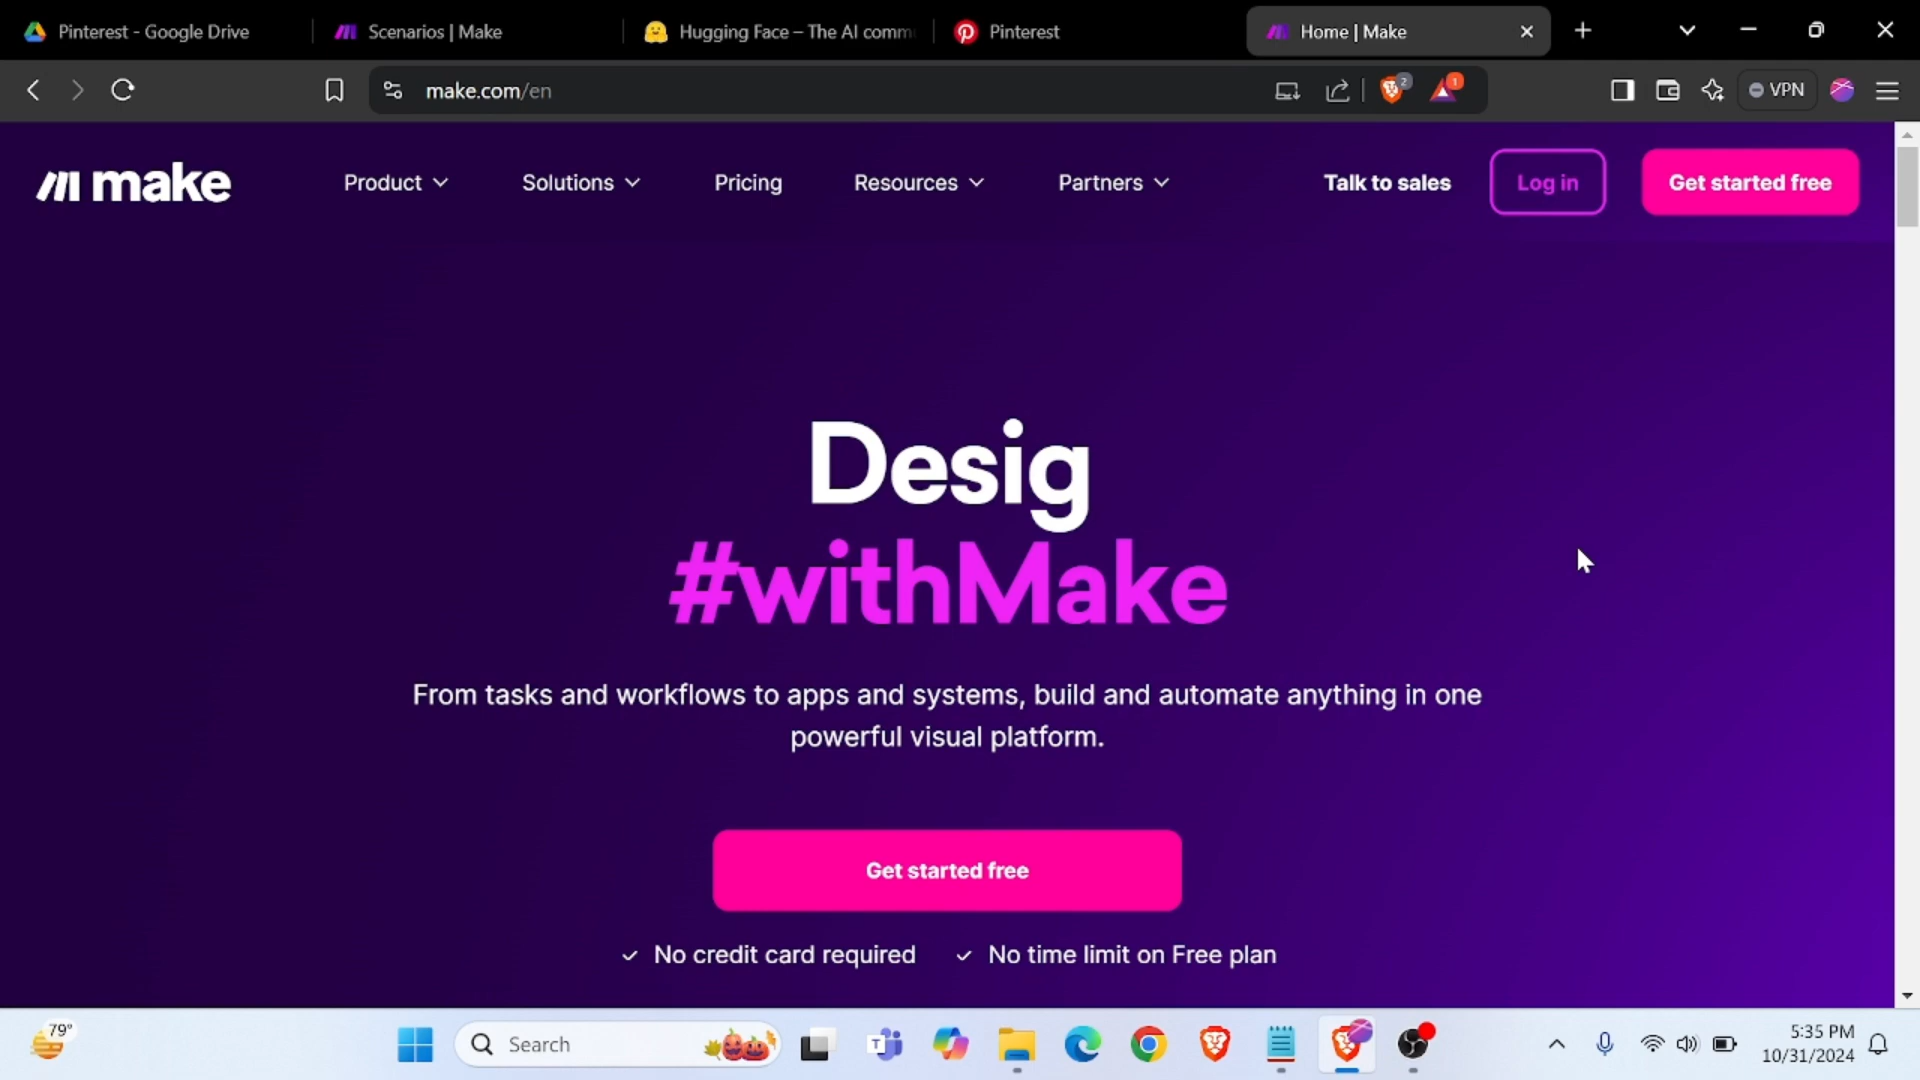 Pinterest - Google Drive
Scenarios | Make
Hugging Face – The AI comm
Pinterest
Home | Make
make.com/en
2
1
VPN
make
Product
Solutions
Pricing
Resources
Partners
Talk to sales
Log in
Get started free
Desig
#withMake
From tasks and workflows to apps and systems, build and automate anything in one
powerful visual platform.
Get started free
No credit card required
No time limit on Free plan
79°
Search
5:35 PM
10/31/2024